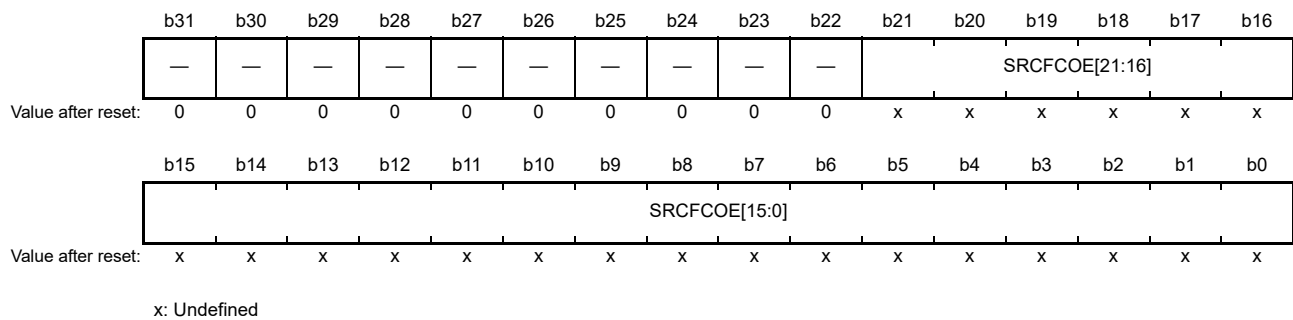 b31 b30 b29 b28 b27 b26 b25 b24 b23 b22 b21 b20 b19 b18 b17 b16
— — — — — — — — — — SRCFCOE[21:16]
Value after reset: 0 0 0 0 0 0 0 0 0 0 x x x x x x
b15 b14 b13 b12 b11 b10 b9 b8 b7 b6 b5 b4 b3 b2 b1 b0
SRCFCOE[15:0]
Value after reset: x x x x x x x x x x x x x x x x
x: Undefined